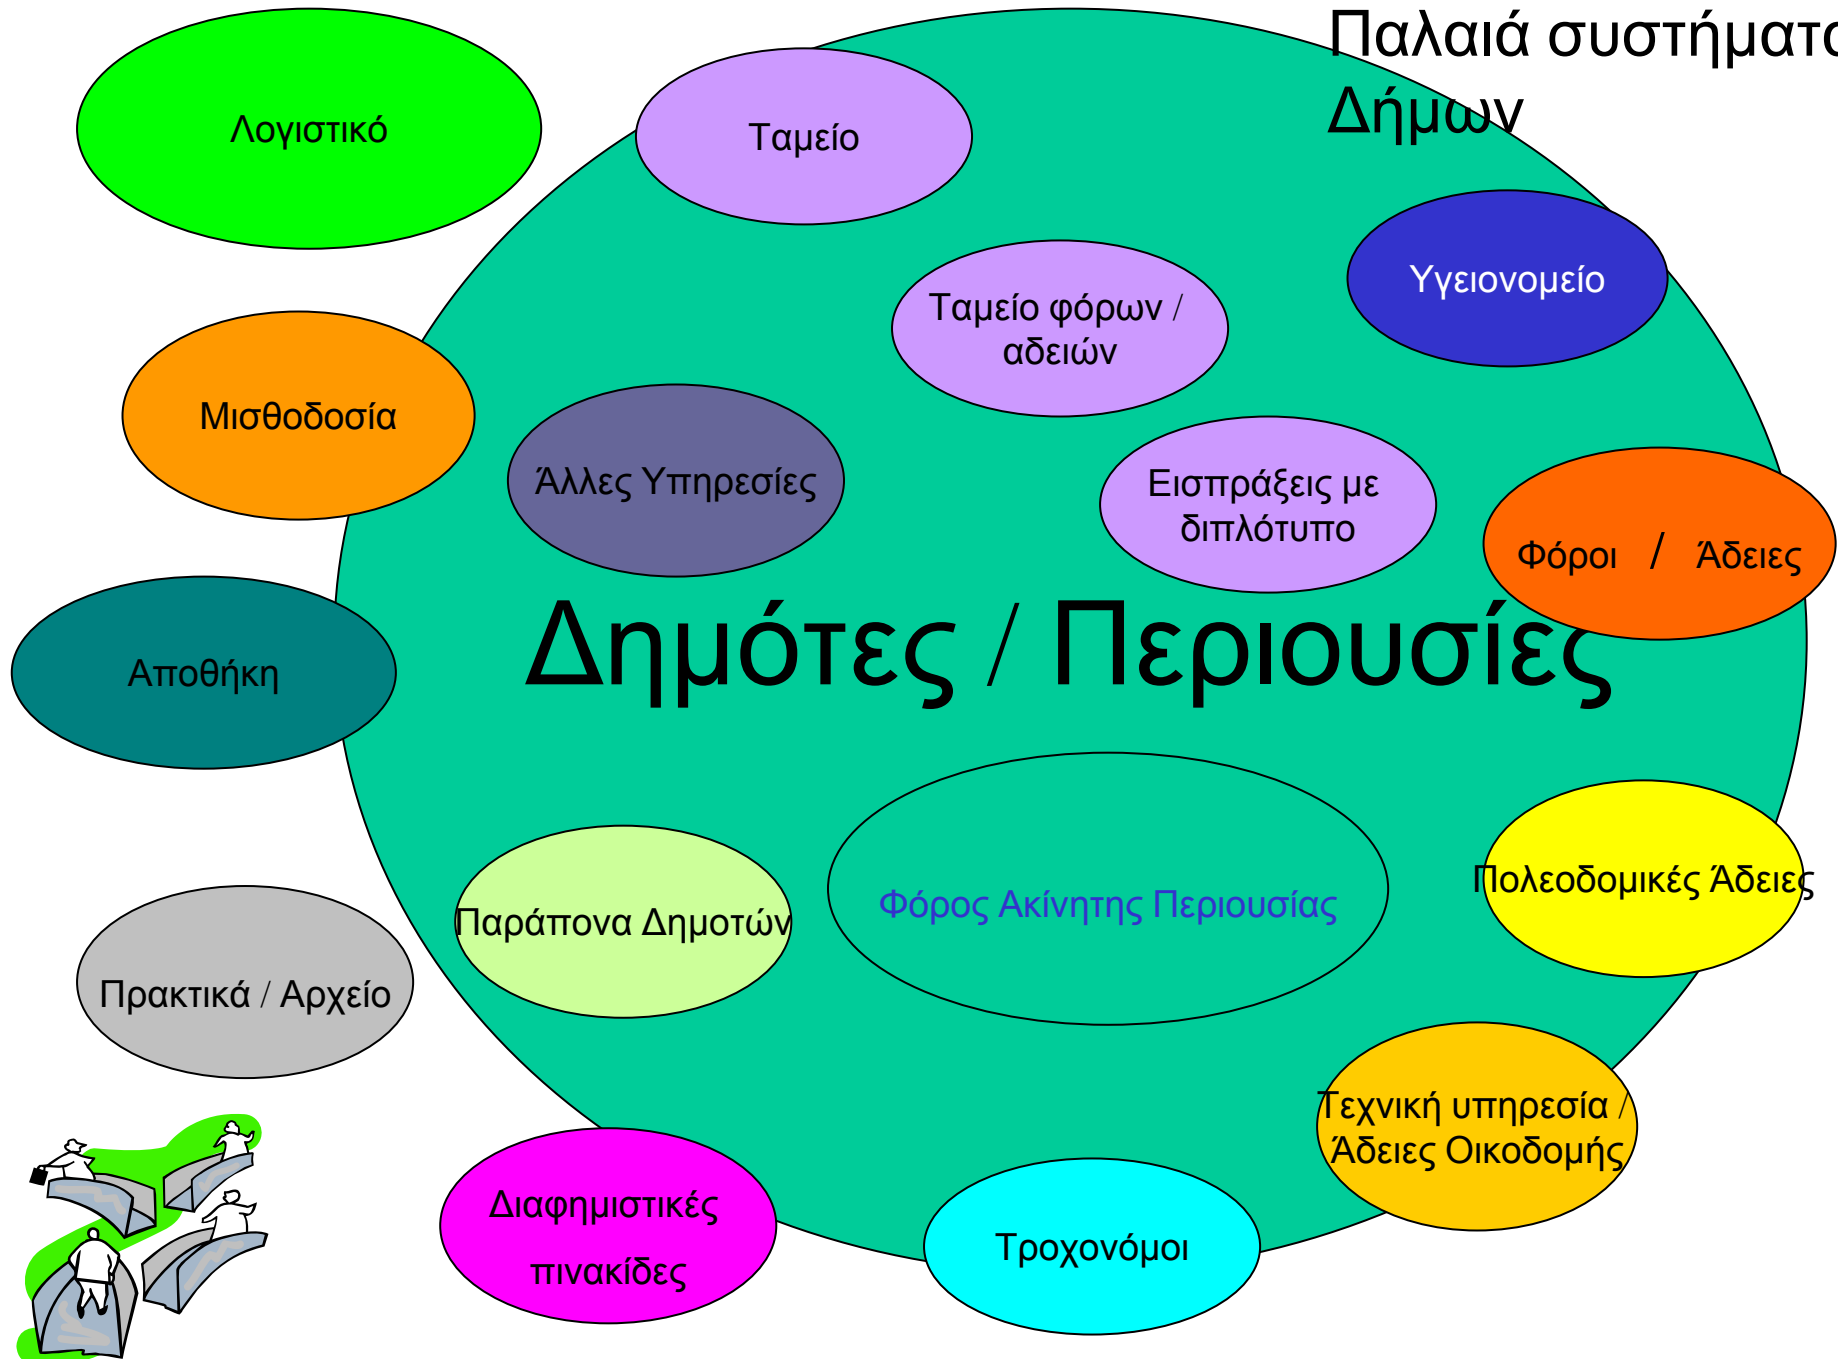 Παλαιά συστήματα
Δήμων
Λογιστικό
Ταμείο
Υγειονομείο
Ταμείο φόρων /
αδειών
Μισθοδοσία
Άλλες Υπηρεσίες
Εισπράξεις με
διπλότυπο
Φόροι / Άδειες
Δημότες / Περιουσίες
Αποθήκη
Πολεοδομικές Άδειες
Φόρος Ακίνητης Περιουσίας
Παράπονα Δημοτών
Πρακτικά / Αρχείο
Τεχνική υπηρεσία /
Άδειες Οικοδομής
Διαφημιστικές
πινακίδες
Τροχονόμοι